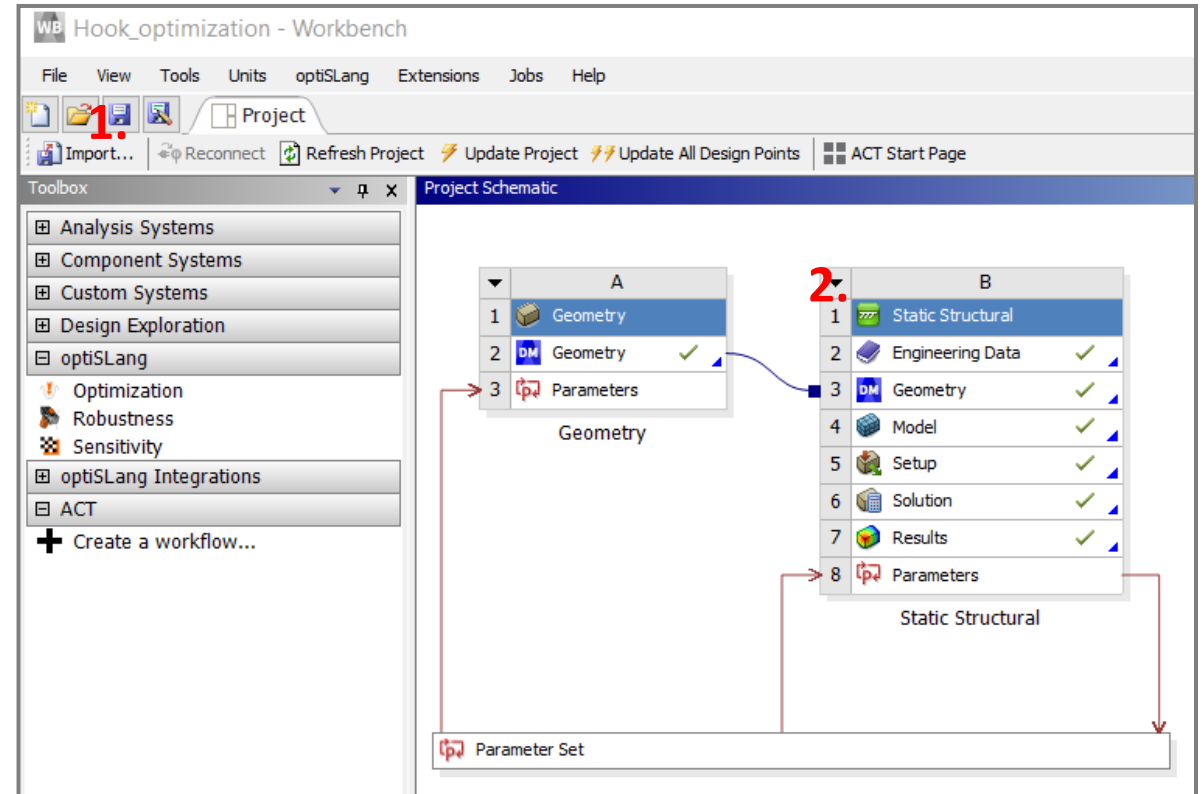 WB Hook_optimization - Workbench
File View Tools Units optiSLang Extensions Jobs Help
1. Project
Import... Reconnect Refresh Project Update Project Update All Design Points ACT Start Page
Toolbox
Analysis Systems
Component Systems
Custom Systems
Design Exploration
optiSLang
Optimization
Robustness
Sensitivity
optiSLang Integrations
ACT
Create a workflow...
Project Schematic
A
1 Geometry
2 DM Geometry
3 Parameters
Geometry
2. B
1 Static Structural
2 Engineering Data
3 DM Geometry
4 Model
5 Setup
6 Solution
7 Results
8 Parameters
Static Structural
Parameter Set